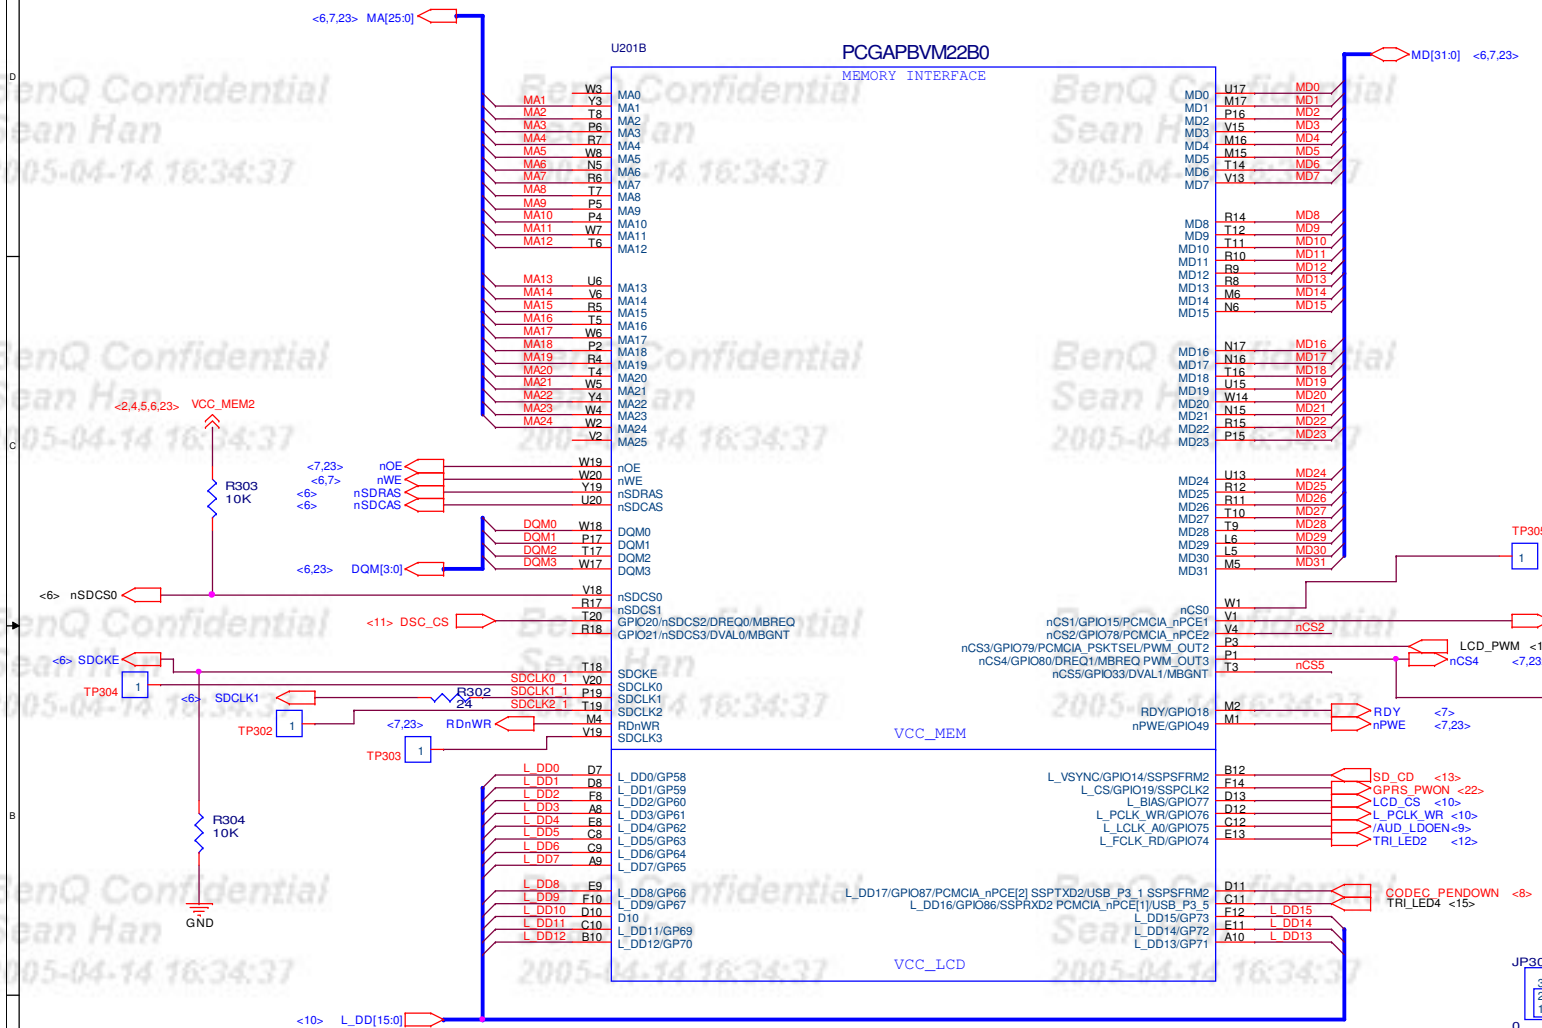 <6,7,23> MA[25:0]
U201B
PCGAPBVM22B0
MEMORY INTERFACE
MD[31:0] <6,7,23>
BenQ Confidential
Sean Han
2005-04-14 16:34:37
W3 MA0 MD0 U17 MD0
MA1 Y3 MA1 MD1 M17 MD1
MA2 T8 MA2 MD2 P16 MD2
MA3 P6 MA3 MD3 V15 MD3
MA4 R7 MA4 MD4 M16 MD4
MA5 W8 MA5 MD5 M15 MD5
MA6 N5 MA6 MD6 T14 MD6
MA7 R6 MA7 MD7 V13 MD7
MA8 T7 MA8
MA9 P5 MA9
MA10 P4 MA10 MD8 R14 MD8
MA11 W7 MA11 MD9 T12 MD9
MA12 T6 MA12 MD10 T11 MD10
MD11 R10 MD11
MD12 R9 MD12
MA13 U6 MA13 MD13 R8 MD13
MA14 V6 MA14 MD14 M6 MD14
MA15 R5 MA15 MD15 N6 MD15
MA16 T5 MA16
MA17 W6 MA17
MA18 P2 MA18 MD16 N17 MD16
MA19 R4 MA19 MD17 N16 MD17
MA20 T4 MA20 MD18 T16 MD18
MA21 W5 MA21 MD19 U15 MD19
MA22 Y4 MA22 MD20 W14 MD20
MA23 W4 MA23 MD21 N15 MD21
MA24 W2 MA24 MD22 R15 MD22
V2 MA25 MD23 P15 MD23
<2,4,5,6,23> VCC_MEM2
R303
10K
<7,23> nOE W19 nOE
<6,7> nWE W20 nWE MD24 U13 MD24
<6> nSDRAS Y19 nSDRAS MD25 R12 MD25
<6> nSDCAS U20 nSDCAS MD26 R11 MD26
MD27 T10 MD27
DQM0 W18 DQM0 MD28 T9 MD28
DQM1 P17 DQM1 MD29 L6 MD29
DQM2 T17 DQM2 MD30 L5 MD30
<6,23> DQM[3:0] DQM3 W17 DQM3 MD31 M5 MD31
TP305
1
<6> nSDCS0 V18 nSDCS0
R17 nSDCS1 nCS0 W1
<11> DSC_CS T20 GPIO20/nSDCS2/DREQ0/MBREQ nCS1/GPIO15/PCMCIA_nPCE1 V1
R18 GPIO21/nSDCS3/DVAL0/MBGNT nCS2/GPIO78/PCMCIA_nPCE2 V4 nCS2
nCS3/GPIO79/PCMCIA_PSKTSEL/PWM_OUT2 P3 LCD_PWM <1
nCS4/GPIO80/DREQ1/MBREQ PWM_OUT3 P1 nCS4 <7,23
<6> SDCKE T18 SDCKE nCS5/GPIO33/DVAL1/MBGNT T3 nCS5
TP304 1 SDCLK0_1 V20 SDCLK0
<6> SDCLK1 R302 24 SDCLK1_1 P19 SDCLK1
SDCLK2_1 T19 SDCLK2 RDY/GPIO18 M2 RDY <7>
TP302 1 <7,23> RDnWR M4 RDnWR nPWE/GPIO49 M1 nPWE <7,23>
TP303 1 V19 SDCLK3
VCC_MEM
L_DD0 D7 L_DD0/GP58 L_VSYNC/GPIO14/SSPSFRM2 B12 SD_CD <13>
L_DD1 D8 L_DD1/GP59 L_CS/GPIO19/SSPCLK2 F14 GPRS_PWON <22>
L_DD2 F8 L_DD2/GP60 L_BIAS/GPIO77 D13 LCD_CS <10>
L_DD3 A8 L_DD3/GP61 L_PCLK_WR/GPIO76 D12 L_PCLK_WR <10>
L_DD4 E8 L_DD4/GP62 L_LCLK_A0/GPIO75 C12 /AUD_LDOEN<9>
L_DD5 C8 L_DD5/GP63 L_FCLK_RD/GPIO74 E13 TRI_LED2 <12>
L_DD6 C9 L_DD6/GP64
L_DD7 A9 L_DD7/GP65
R304
10K
L_DD8 E9 L_DD8/GP66 L_DD17/GPIO87/PCMCIA_nPCE[2] SSPTXD2/USB_P3_1 SSPSFRM2 D11 CODEC_PENDOWN <8>
L_DD9 F10 L_DD9/GP67 L_DD16/GPIO86/SSPRXD2 PCMCIA_nPCE[1]/USB_P3_5 C11 TRI_LED4 <15>
L_DD10 D10 D10 L_DD15/GP73 F12 L_DD15
L_DD11 C10 L_DD11/GP69 L_DD14/GP72 E11 L_DD14
L_DD12 B10 L_DD12/GP70 L_DD13/GP71 A10 L_DD13
GND
VCC_LCD
<10> L_DD[15:0]
D
C
B